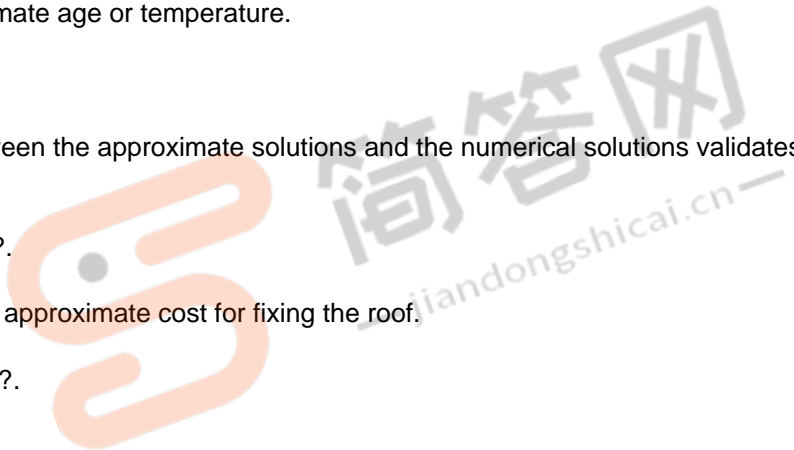 mate age or temperature.
简答网
een the approximate solutions and the numerical solutions validates
jiandongshicai.cn
?.
approximate cost for fixing the roof.
?.